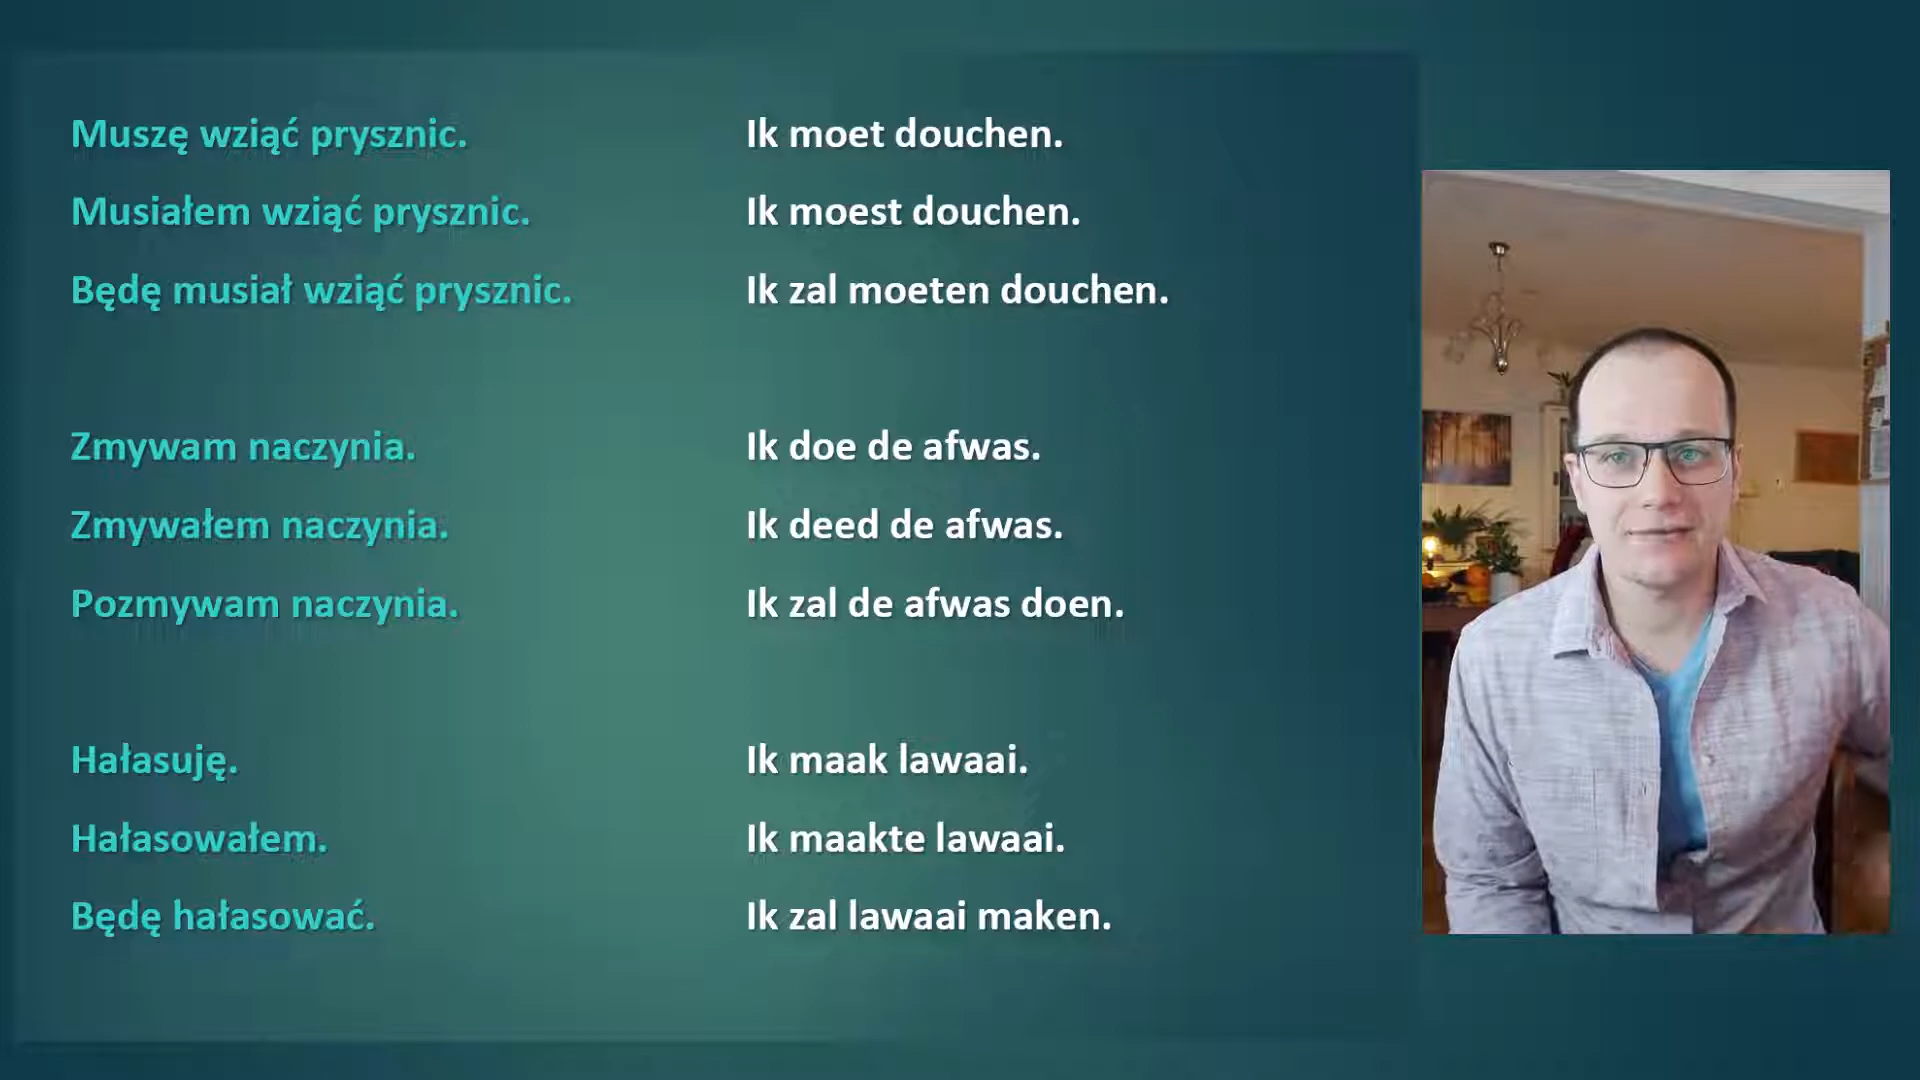 Muszę wziąć prysznic. Ik moet douchen.
Musiałem wziąć prysznic. Ik moest douchen.
Będę musiał wziąć prysznic. Ik zal moeten douchen.
Zmywam naczynia. Ik doe de afwas.
Zmywałem naczynia. Ik deed de afwas.
Pozmywam naczynia. Ik zal de afwas doen.
Hałasuję. Ik maak lawaai.
Hałasowałem. Ik maakte lawaai.
Będę hałasować. Ik zal lawaai maken.